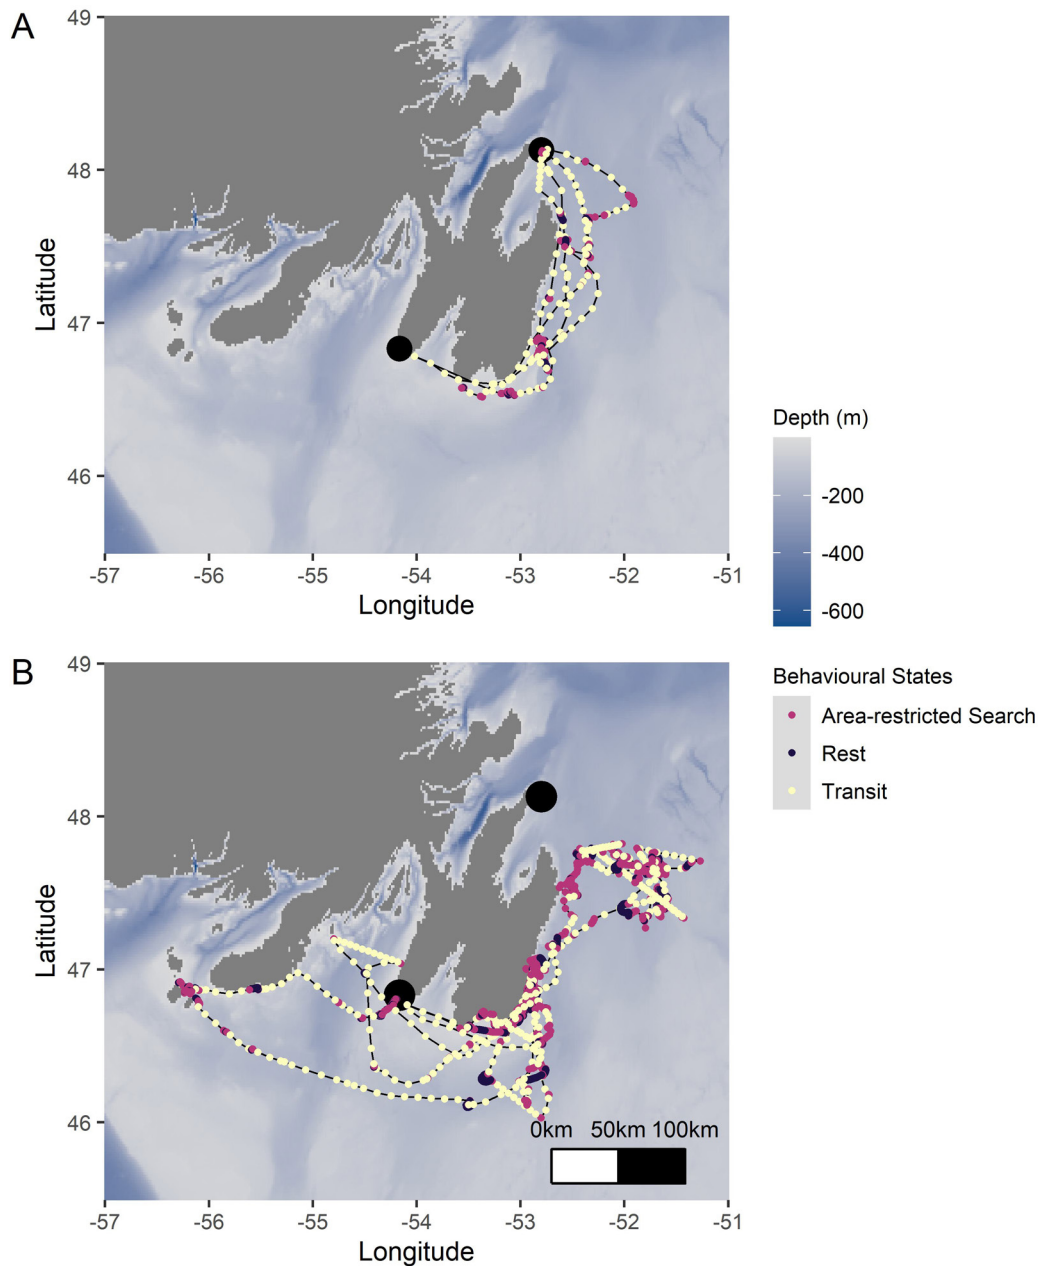 A
49
48
47
46
Latitude
-57 -56 -55 -54 -53 -52 -51
Longitude
Depth (m)
-200
-400
-600
B
49
48
47
46
Latitude
0km 50km 100km
-57 -56 -55 -54 -53 -52 -51
Longitude
Behavioural States
Area-restricted Search
Rest
Transit